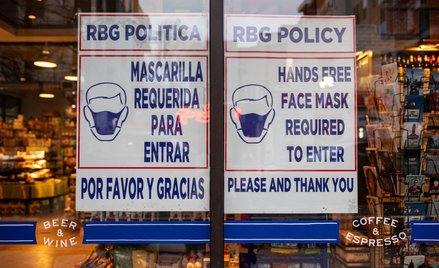 RBG POLITICA
MASCARILLA
REQUERIDA
PARA
ENTRAR
POR FAVOR Y GRACIAS
RBG POLICY
HANDS FREE
FACE MASK
REQUIRED
TO ENTER
PLEASE AND THANK YOU
BEER
&
WINE
COFFEE
&
ESPRESSO